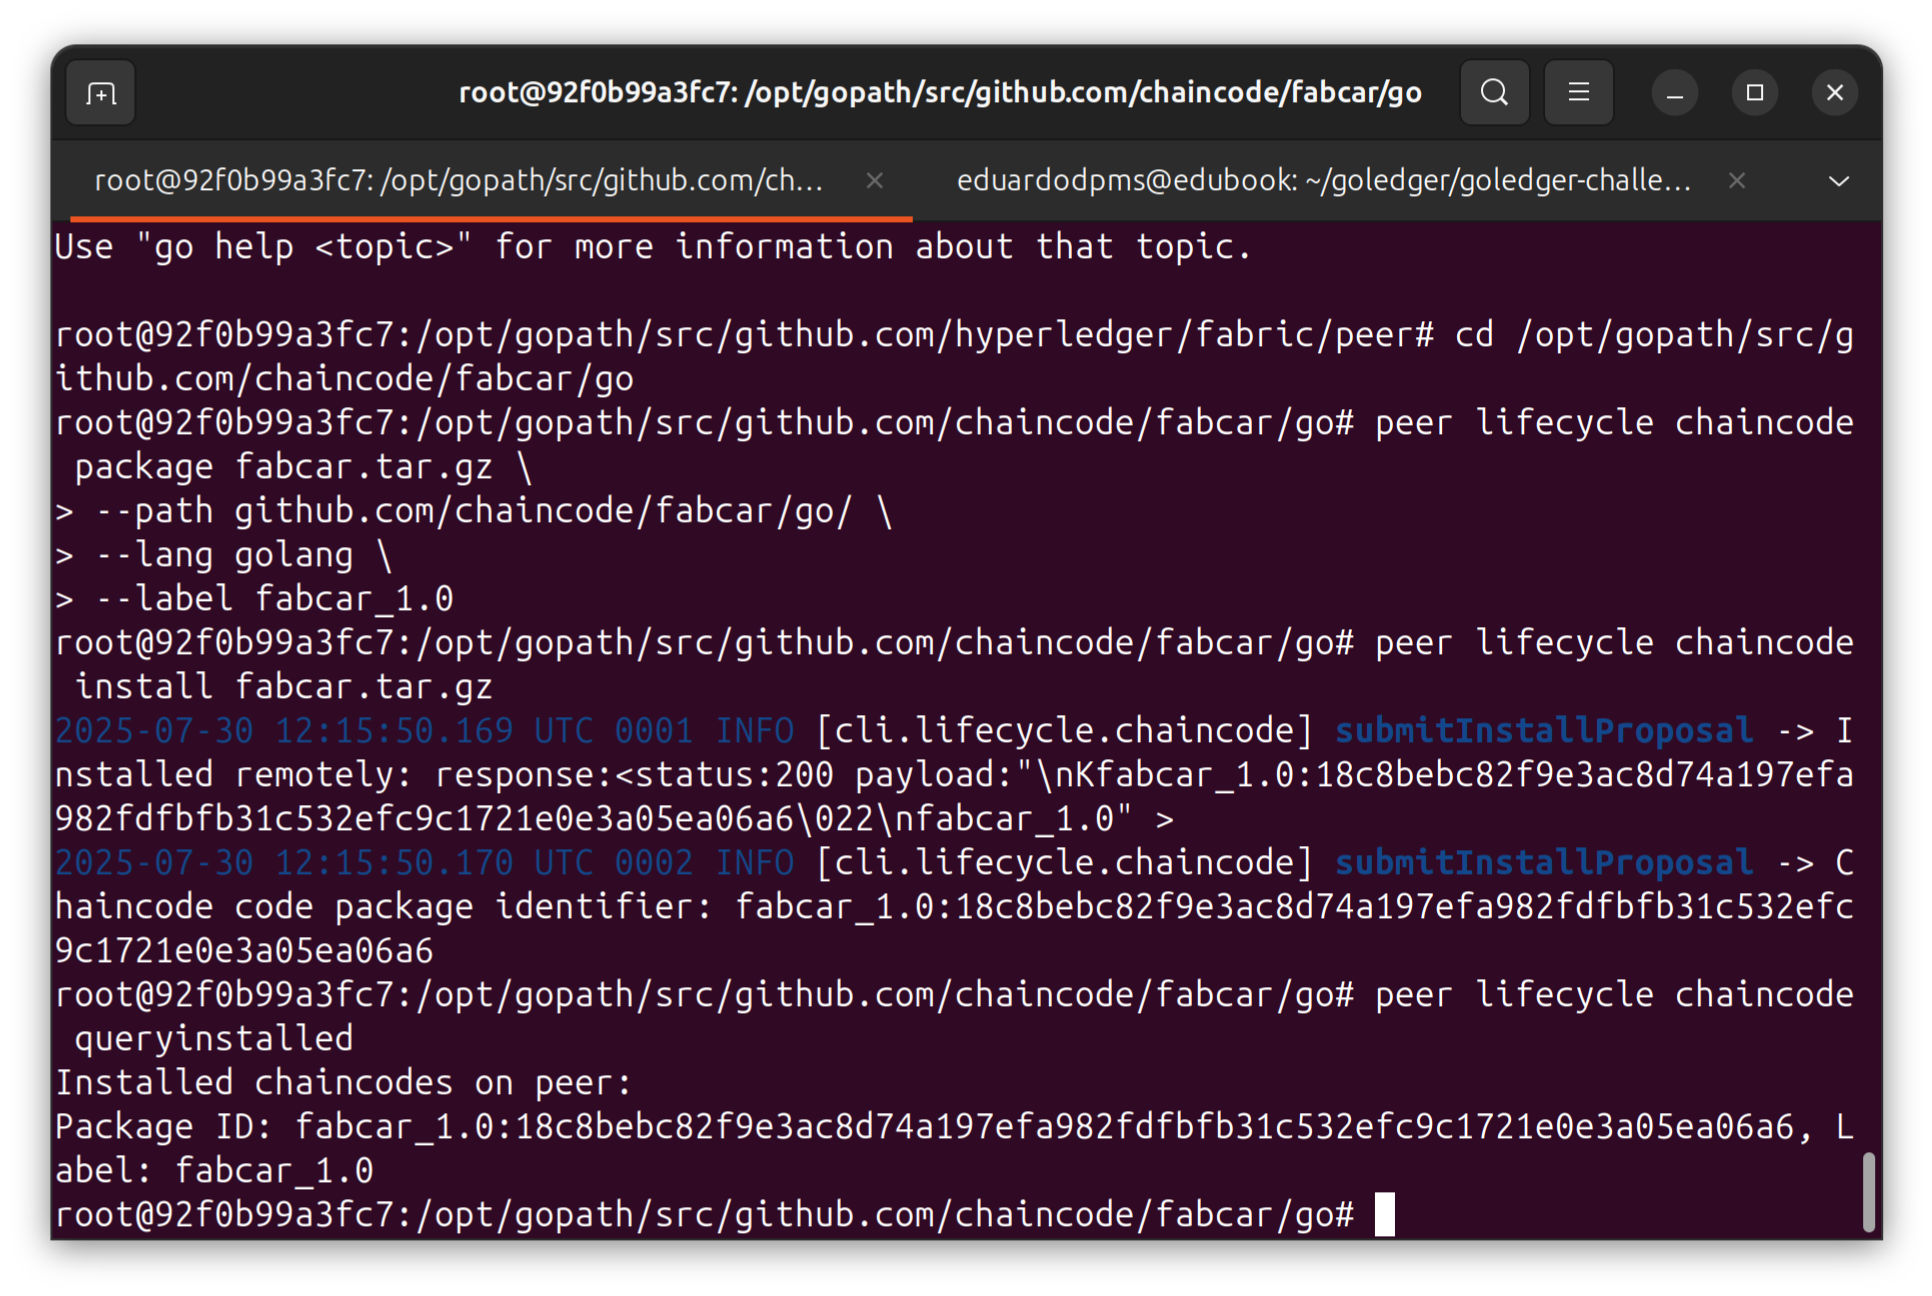 root@92f0b99a3fc7: /opt/gopath/src/github.com/chaincode/fabcar/go
root@92f0b99a3fc7: /opt/gopath/src/github.com/ch...
eduardodpms@edubook: ~/goledger/goledger-challe...
Use "go help <topic>" for more information about that topic.
root@92f0b99a3fc7:/opt/gopath/src/github.com/hyperledger/fabric/peer# cd /opt/gopath/src/g
ithub.com/chaincode/fabcar/go
root@92f0b99a3fc7:/opt/gopath/src/github.com/chaincode/fabcar/go# peer lifecycle chaincode
 package fabcar.tar.gz \
> --path github.com/chaincode/fabcar/go/ \
> --lang golang \
> --label fabcar_1.0
root@92f0b99a3fc7:/opt/gopath/src/github.com/chaincode/fabcar/go# peer lifecycle chaincode
 install fabcar.tar.gz
2025-07-30 12:15:50.169 UTC 0001 INFO [cli.lifecycle.chaincode] submitInstallProposal -> I
nstalled remotely: response:<status:200 payload:"\nKfabcar_1.0:18c8bebc82f9e3ac8d74a197efa
982fdfbfb31c532efc9c1721e0e3a05ea06a6\022\nfabcar_1.0" >
2025-07-30 12:15:50.170 UTC 0002 INFO [cli.lifecycle.chaincode] submitInstallProposal -> C
haincode code package identifier: fabcar_1.0:18c8bebc82f9e3ac8d74a197efa982fdfbfb31c532efc
9c1721e0e3a05ea06a6
root@92f0b99a3fc7:/opt/gopath/src/github.com/chaincode/fabcar/go# peer lifecycle chaincode
 queryinstalled
Installed chaincodes on peer:
Package ID: fabcar_1.0:18c8bebc82f9e3ac8d74a197efa982fdfbfb31c532efc9c1721e0e3a05ea06a6, L
abel: fabcar_1.0
root@92f0b99a3fc7:/opt/gopath/src/github.com/chaincode/fabcar/go#